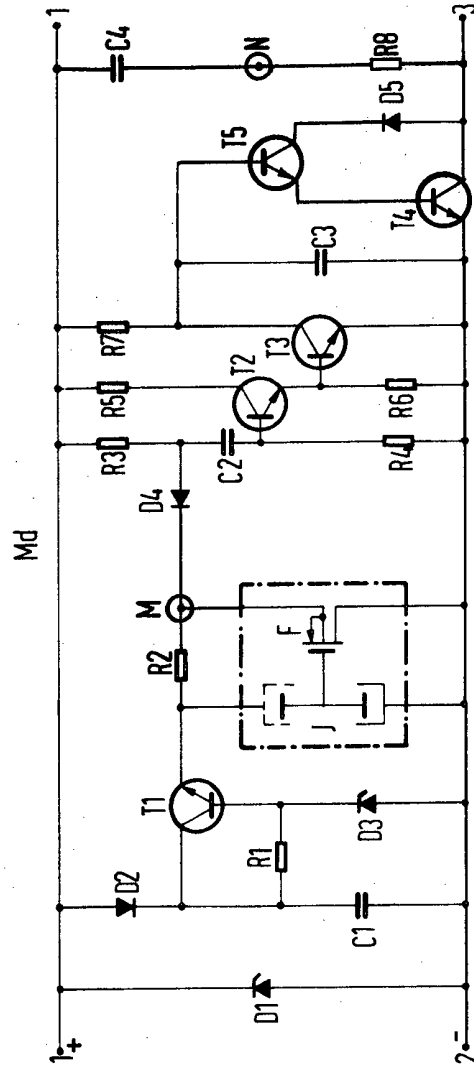 Md
1
+
1
D1
D2
C1
R1
T1
D3
R2
M
J
F
D4
R3
C2
R4
R5
T2
R6
R7
T3
C3
T5
T4
D5
C4
N
R8
2
−
3